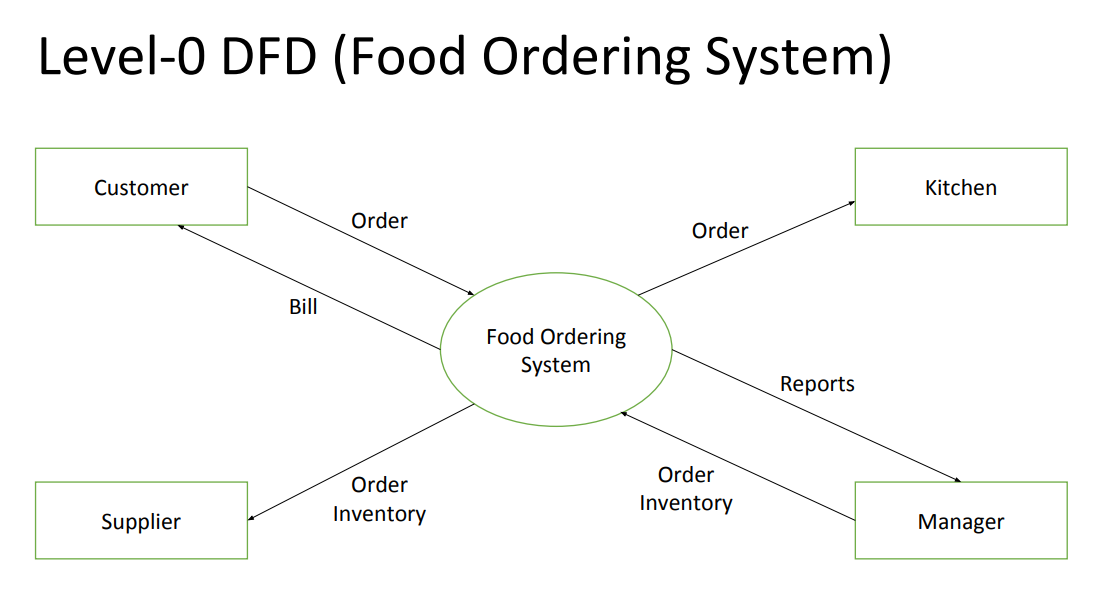 Level-0 DFD (Food Ordering System)
Customer
Kitchen
Order
Order
Bill
Food Ordering
System
Reports
Order
Inventory
Order
Inventory
Supplier
Manager